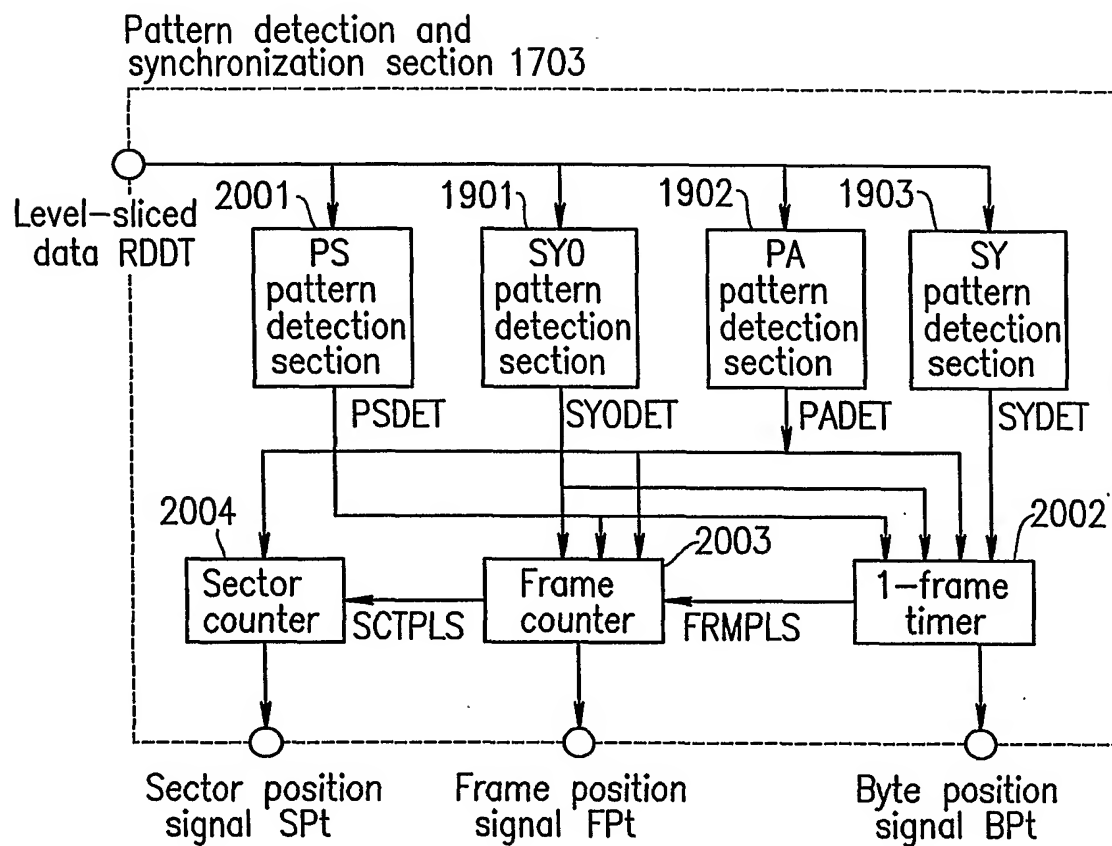 Pattern detection and
synchronization section 1703
Level-sliced
data RDDT
2001
1901
1902
1903
PS
pattern
detection
section
SY0
pattern
detection
section
PA
pattern
detection
section
SY
pattern
detection
section
PSDET
SY0DET
PADET
SYDET
2004
2003
2002
Sector
counter
SCTPLS
Frame
counter
FRMPLS
1-frame
timer
Sector position
signal SPt
Frame position
signal FPt
Byte position
signal BPt